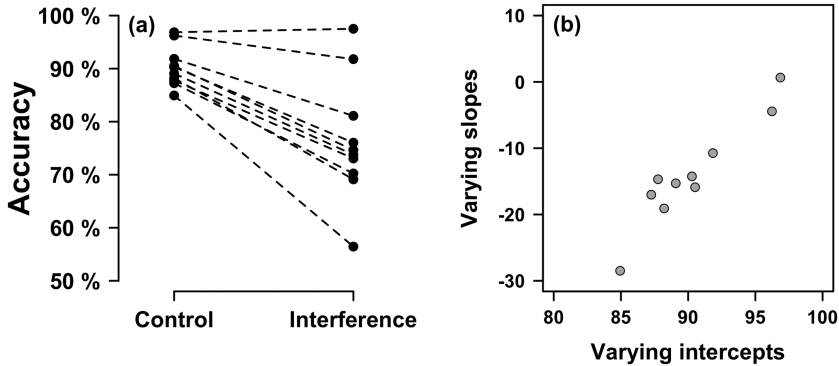 (a)
100 %
90 %
80 %
70 %
60 %
50 %
Accuracy
Control Interference
(b)
10
0
-10
-20
-30
Varying slopes
80 85 90 95 100
Varying intercepts